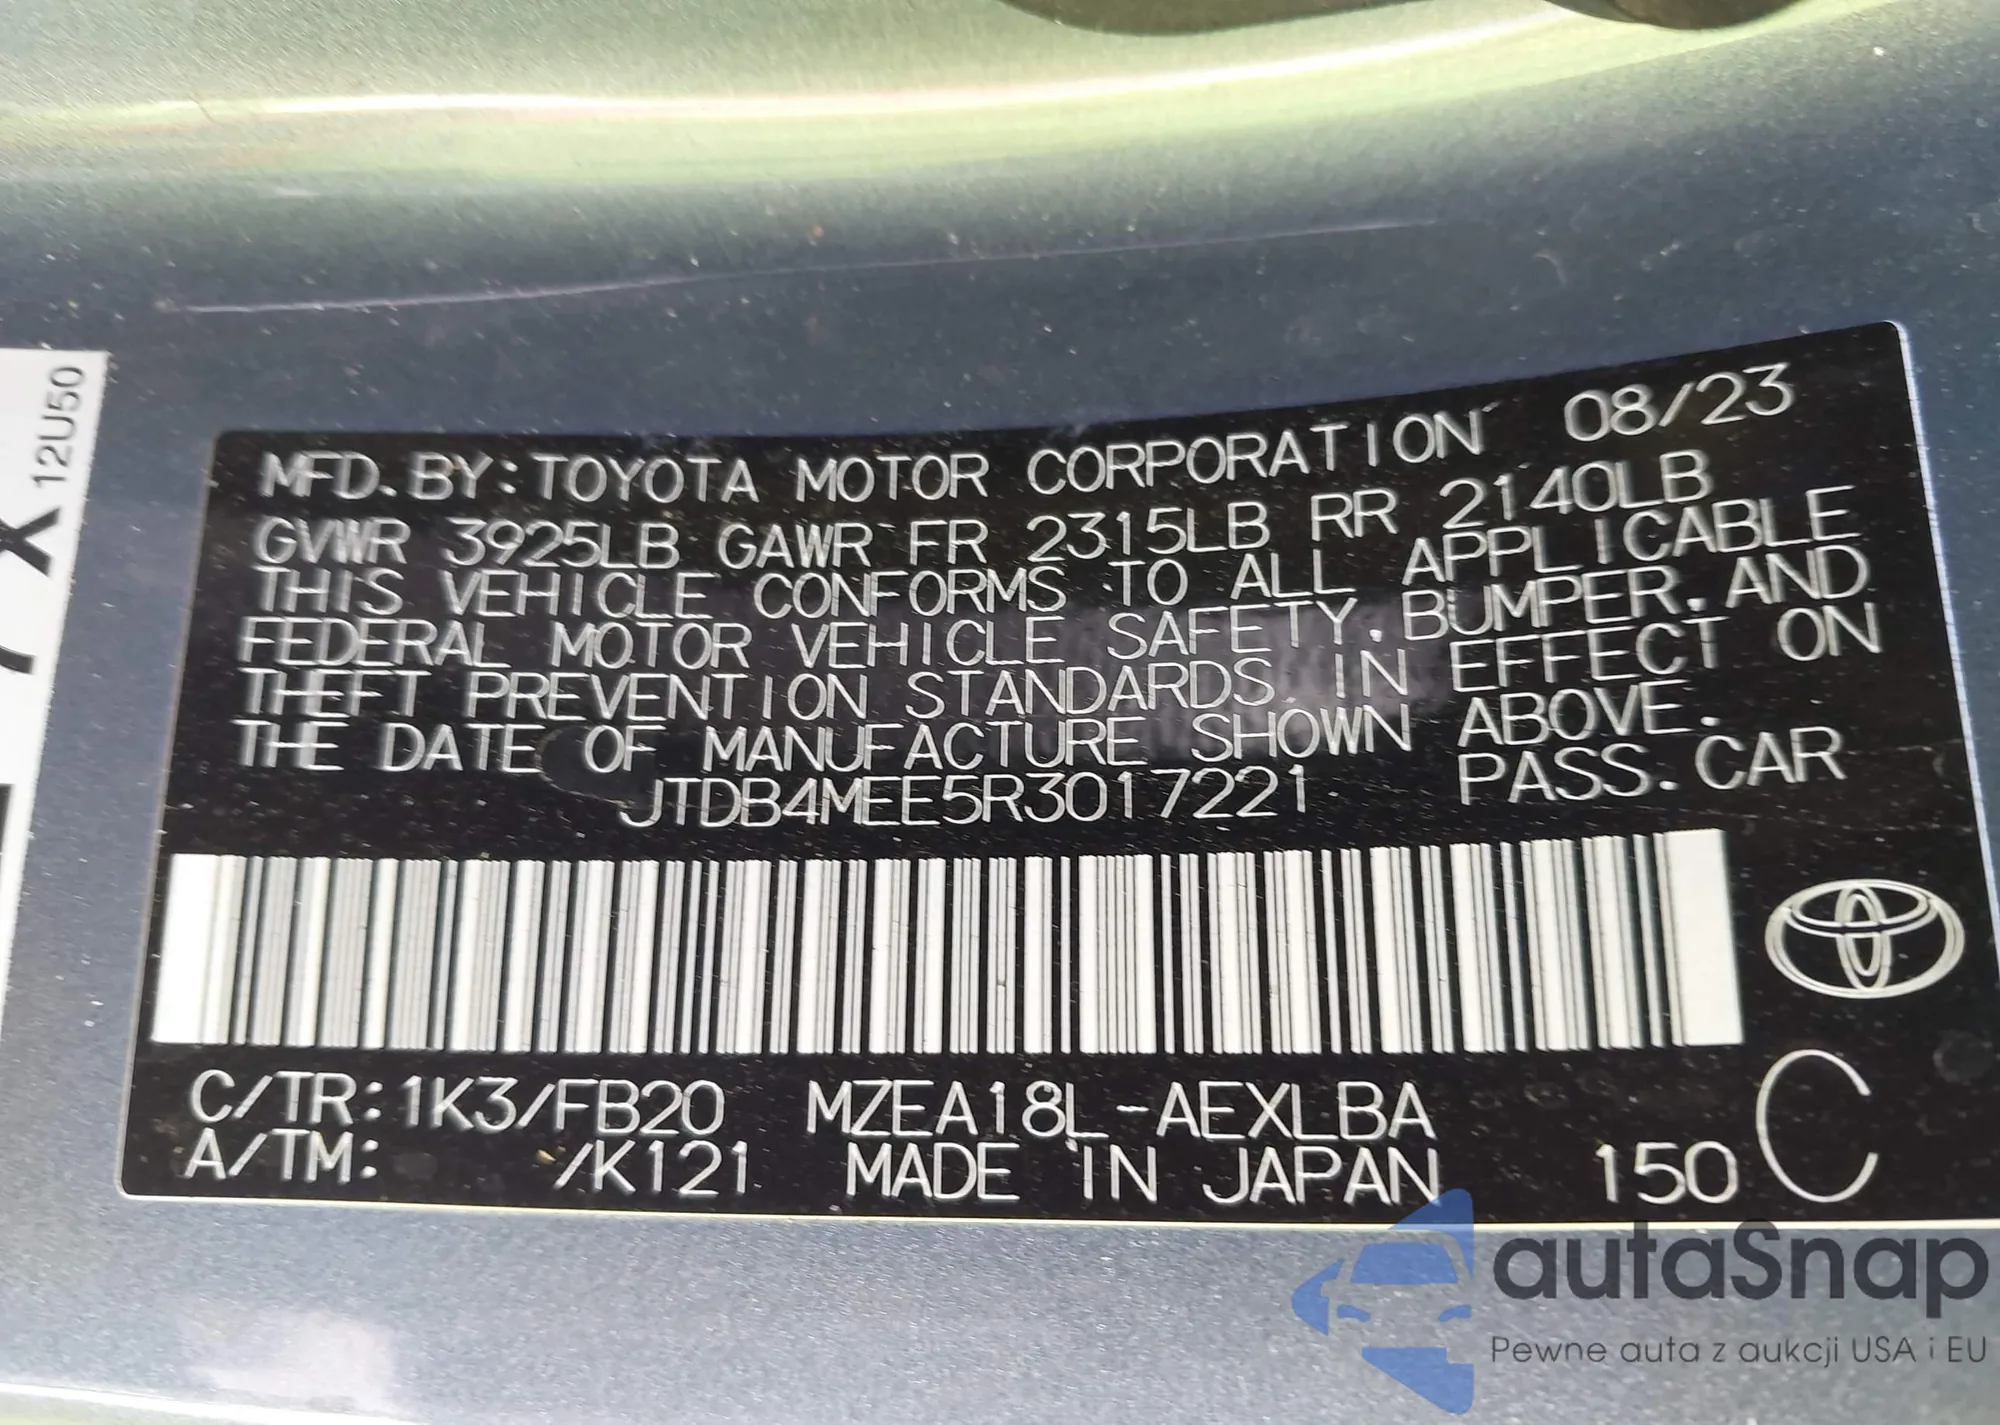 X 12U50
MFD. BY: TOYOTA MOTOR CORPORATION 08/23
GVWR 3925LB GAWR FR 2315LB RR 2140LB
THIS VEHICLE CONFORMS TO ALL APPLICABLE
FEDERAL MOTOR VEHICLE SAFETY, BUMPER, AND
THEFT PREVENTION STANDARDS IN EFFECT ON
THE DATE OF MANUFACTURE SHOWN ABOVE.
JTDB4MEE5R3017221 PASS. CAR
C/TR: 1K3/FB20 MZEA18L-AEXLBA
A/TM: /K121 MADE IN JAPAN 150 C
autaSnap
Pewne auta z aukcji USA i EU